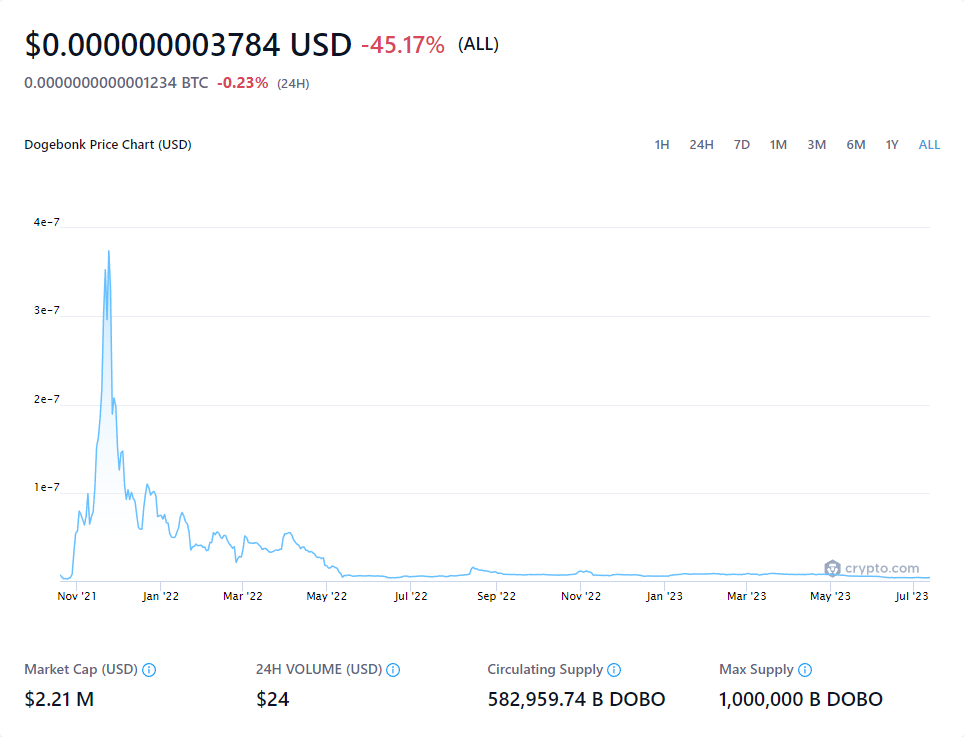 $0.000000003784 USD -45.17% (ALL)
0.0000000000001234 BTC -0.23% (24H)
Dogebonk Price Chart (USD) 1H 24H 7D 1M 3M 6M 1Y ALL
4e-7
3e-7
2e-7
1e-7
crypto.com
Nov '21 Jan '22 Mar '22 May '22 Jul '22 Sep '22 Nov '22 Jan '23 Mar '23 May '23 Jul '23
Market Cap (USD) 24H VOLUME (USD) Circulating Supply Max Supply
$2.21 M $24 582,959.74 B DOBO 1,000,000 B DOBO